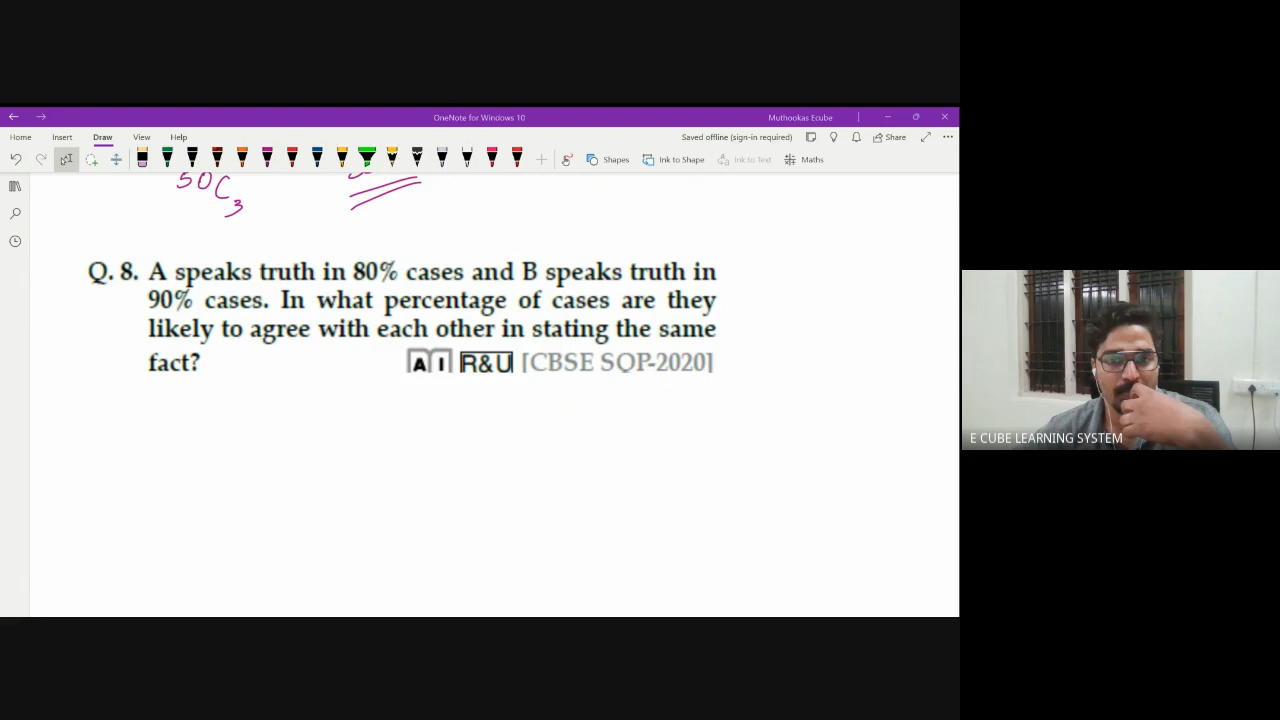 OneNote for Windows 10
Muthookas Ecube
Home Insert Draw View Help
Saved offline (sign-in required)
Share
Shapes
Ink to Shape
Ink to Text
Maths
50C3
Q. 8. A speaks truth in 80% cases and B speaks truth in
90% cases. In what percentage of cases are they
likely to agree with each other in stating the same
fact?
AI R&U [CBSE SQP-2020]
E CUBE LEARNING SYSTEM